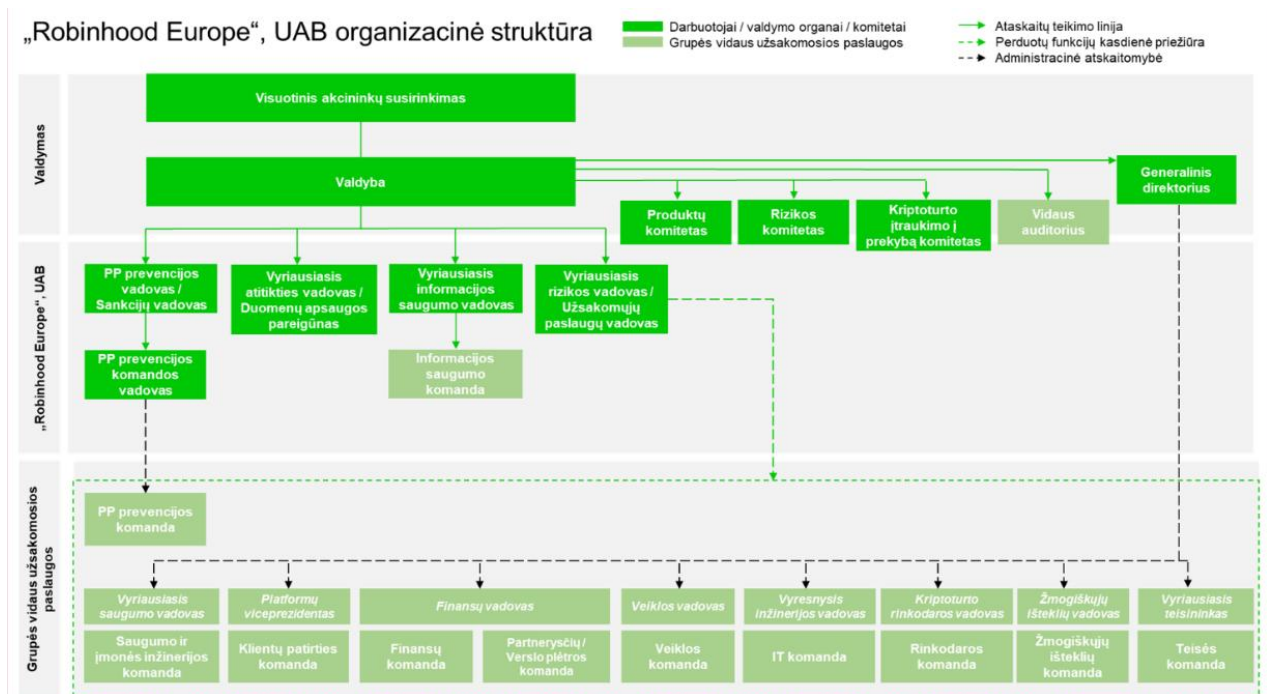 „Robinhood Europe“, UAB organizacinė struktūra
Darbuotojai / valdymo organai / komitetai
Grupės vidaus užsakomosios paslaugos
Ataskaitų teikimo linija
Perduotų funkcijų kasdienė priežiūra
Administracinė atskaitomybė
Valdymas
Visuotinis akcininkų susirinkimas
Valdyba
Generalinis
direktorius
Produktų
komitetas
Rizikos
komitetas
Kriptoturto
įtraukimo į
prekybą komitetas
Vidaus
auditorius
„Robinhood Europe“, UAB
PP prevencijos
vadovas /
Sankcijų vadovas
Vyriausiasis
atitikties vadovas /
Duomenų apsaugos
pareigūnas
Vyriausiasis
informacijos
saugumo vadovas
Vyriausiasis
rizikos vadovas /
Užsakomųjų
paslaugų vadovas
PP prevencijos
komandos
vadovas
Informacijos
saugumo
komanda
Grupės vidaus užsakomosios
paslaugos
PP prevencijos
komanda
Vyriausiasis
saugumo vadovas
Platformų
viceprezidentas
Finansų vadovas
Veiklos vadovas
Vyresnysis
inžinerijos vadovas
Kriptoturto
rinkodaros vadovas
Žmogiškųjų
išteklių vadovas
Vyriausiasis
teisininkas
Saugumo ir
įmonės inžinerijos
komanda
Klientų patirties
komanda
Finansų
komanda
Partnerysčių /
Verslo plėtros
komanda
Veiklos
komanda
IT komanda
Rinkodaros
komanda
Žmogiškųjų
išteklių
komanda
Teisės
komanda